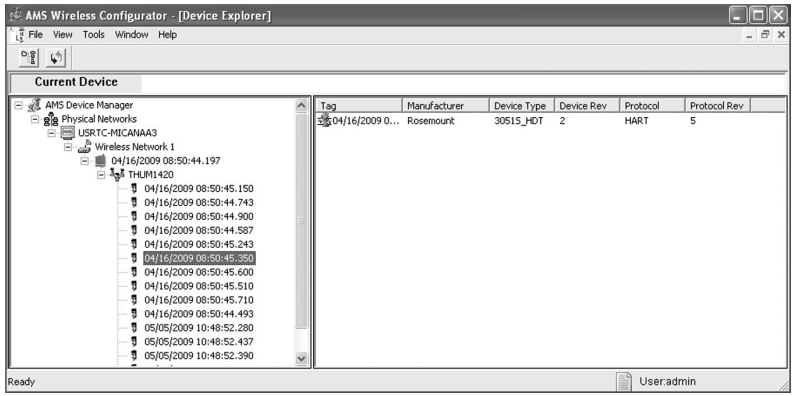 AMS Wireless Configurator - [Device Explorer]
File View Tools Window Help
Current Device
AMS Device Manager
Physical Networks
USRTC-MICANAA3
Wireless Network 1
04/16/2009 08:50:44.197
THUM1420
04/16/2009 08:50:45.150
04/16/2009 08:50:44.743
04/16/2009 08:50:44.900
04/16/2009 08:50:44.587
04/16/2009 08:50:45.243
04/16/2009 08:50:45.350
04/16/2009 08:50:45.600
04/16/2009 08:50:45.510
04/16/2009 08:50:45.710
04/16/2009 08:50:44.493
05/05/2009 10:48:52.280
05/05/2009 10:48:52.437
05/05/2009 10:48:52.390
Tag Manufacturer Device Type Device Rev Protocol Protocol Rev
04/16/2009 0... Rosemount 3051S_HDT 2 HART 5
Ready
User:admin